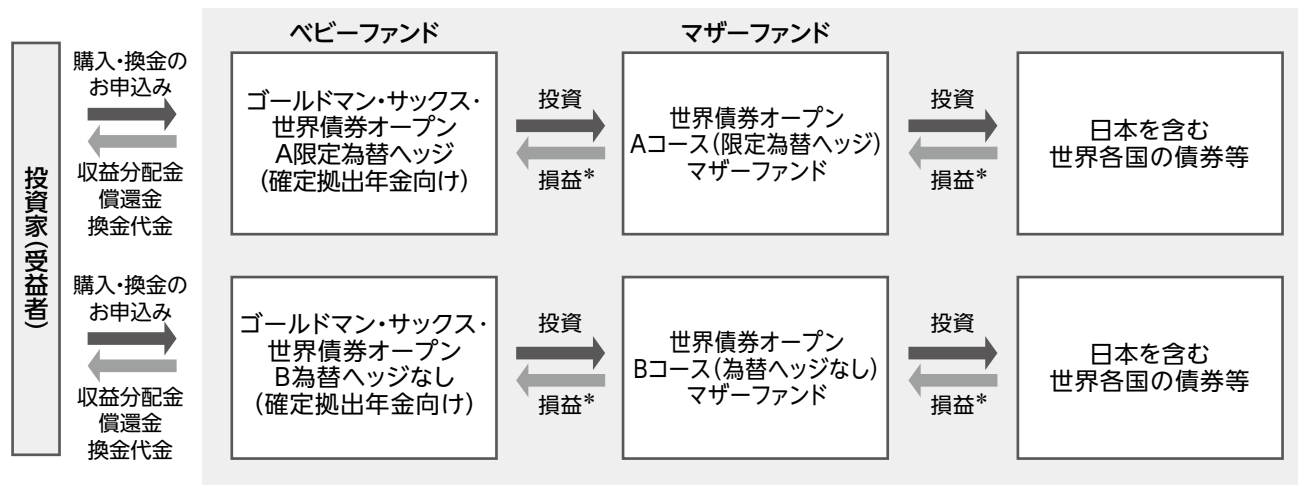 ベビーファンド
マザーファンド
投資家(受益者)
購入・換金の
お申込み
収益分配金
償還金
換金代金
ゴールドマン・サックス・
世界債券オープン
A限定為替ヘッジ
(確定拠出年金向け)
投資
損益*
世界債券オープン
Aコース(限定為替ヘッジ)
マザーファンド
投資
損益*
日本を含む
世界各国の債券等
購入・換金の
お申込み
収益分配金
償還金
換金代金
ゴールドマン・サックス・
世界債券オープン
B為替ヘッジなし
(確定拠出年金向け)
投資
損益*
世界債券オープン
Bコース(為替ヘッジなし)
マザーファンド
投資
損益*
日本を含む
世界各国の債券等